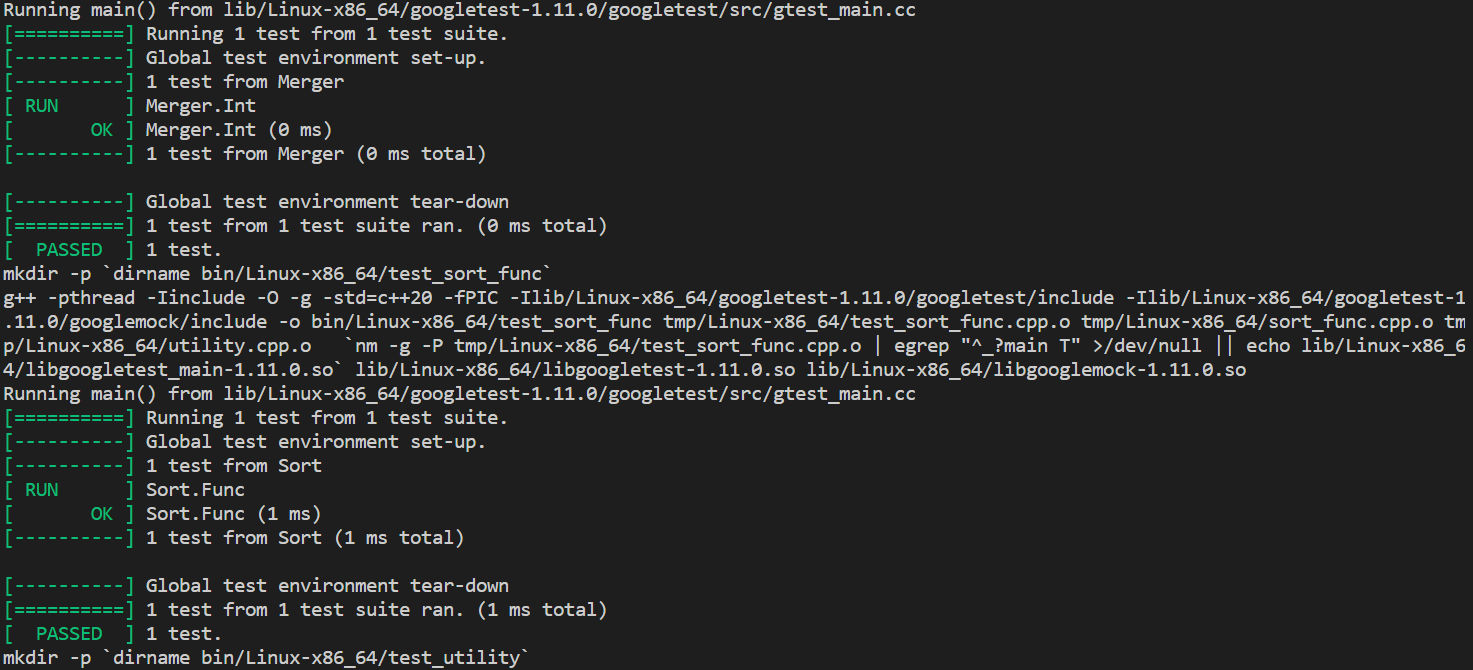 Running main() from lib/Linux-x86_64/googletest-1.11.0/googletest/src/gtest_main.cc
[==========] Running 1 test from 1 test suite.
[----------] Global test environment set-up.
[----------] 1 test from Merger
[ RUN      ] Merger.Int
[       OK ] Merger.Int (0 ms)
[----------] 1 test from Merger (0 ms total)

[----------] Global test environment tear-down
[==========] 1 test from 1 test suite ran. (0 ms total)
[  PASSED  ] 1 test.
mkdir -p `dirname bin/Linux-x86_64/test_sort_func`
g++ -pthread -Iinclude -O -g -std=c++20 -fPIC -Ilib/Linux-x86_64/googletest-1.11.0/googletest/include -Ilib/Linux-x86_64/googletest-1
.11.0/googlemock/include -o bin/Linux-x86_64/test_sort_func tmp/Linux-x86_64/test_sort_func.cpp.o tmp/Linux-x86_64/sort_func.cpp.o tm
p/Linux-x86_64/utility.cpp.o  `nm -g -P tmp/Linux-x86_64/test_sort_func.cpp.o | egrep "^_?main T" >/dev/null || echo lib/Linux-x86_6
4/libgoogletest_main-1.11.0.so` lib/Linux-x86_64/libgoogletest-1.11.0.so lib/Linux-x86_64/libgooglemock-1.11.0.so
Running main() from lib/Linux-x86_64/googletest-1.11.0/googletest/src/gtest_main.cc
[==========] Running 1 test from 1 test suite.
[----------] Global test environment set-up.
[----------] 1 test from Sort
[ RUN      ] Sort.Func
[       OK ] Sort.Func (1 ms)
[----------] 1 test from Sort (1 ms total)

[----------] Global test environment tear-down
[==========] 1 test from 1 test suite ran. (1 ms total)
[  PASSED  ] 1 test.
mkdir -p `dirname bin/Linux-x86_64/test_utility`